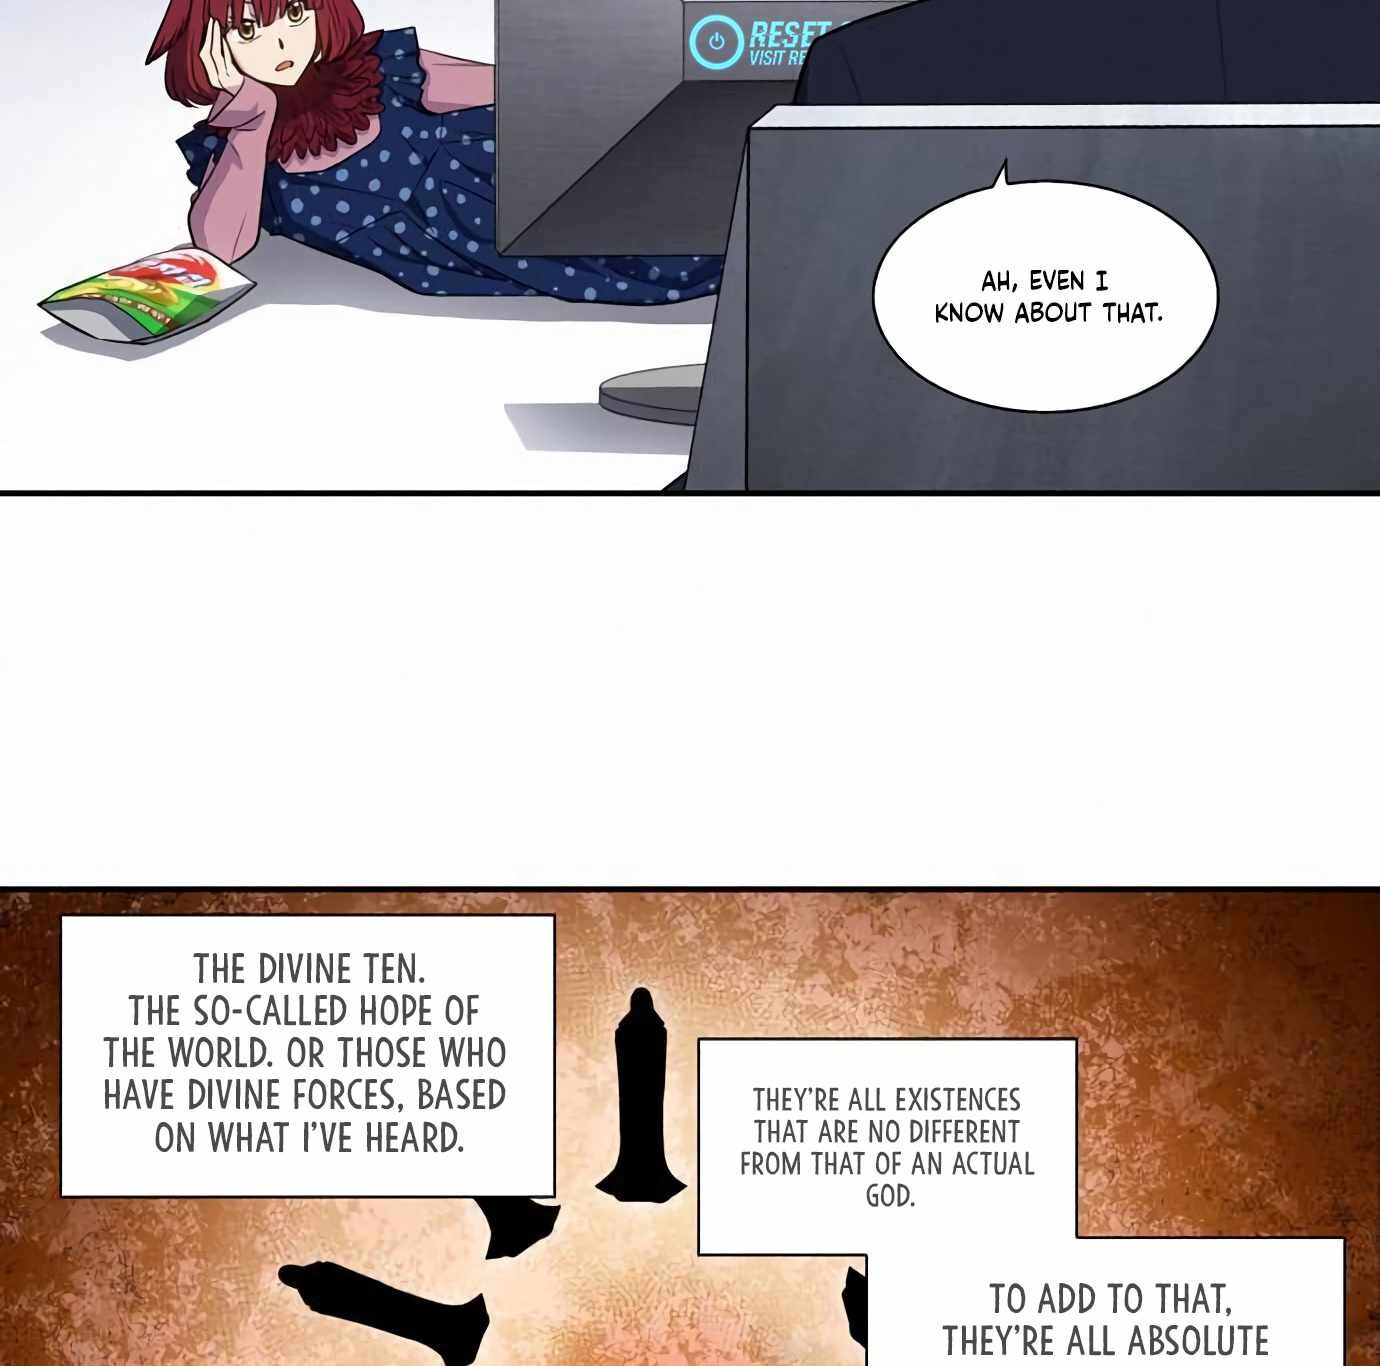 RESET
VISIT RE
AH, EVEN I
KNOW ABOUT THAT.
THE DIVINE TEN.
THE SO-CALLED HOPE OF
THE WORLD. OR THOSE WHO
HAVE DIVINE FORCES, BASED
ON WHAT I'VE HEARD.
THEY'RE ALL EXISTENCES
THAT ARE NO DIFFERENT
FROM THAT OF AN ACTUAL
GOD.
TO ADD TO THAT,
THEY'RE ALL ABSOLUTE